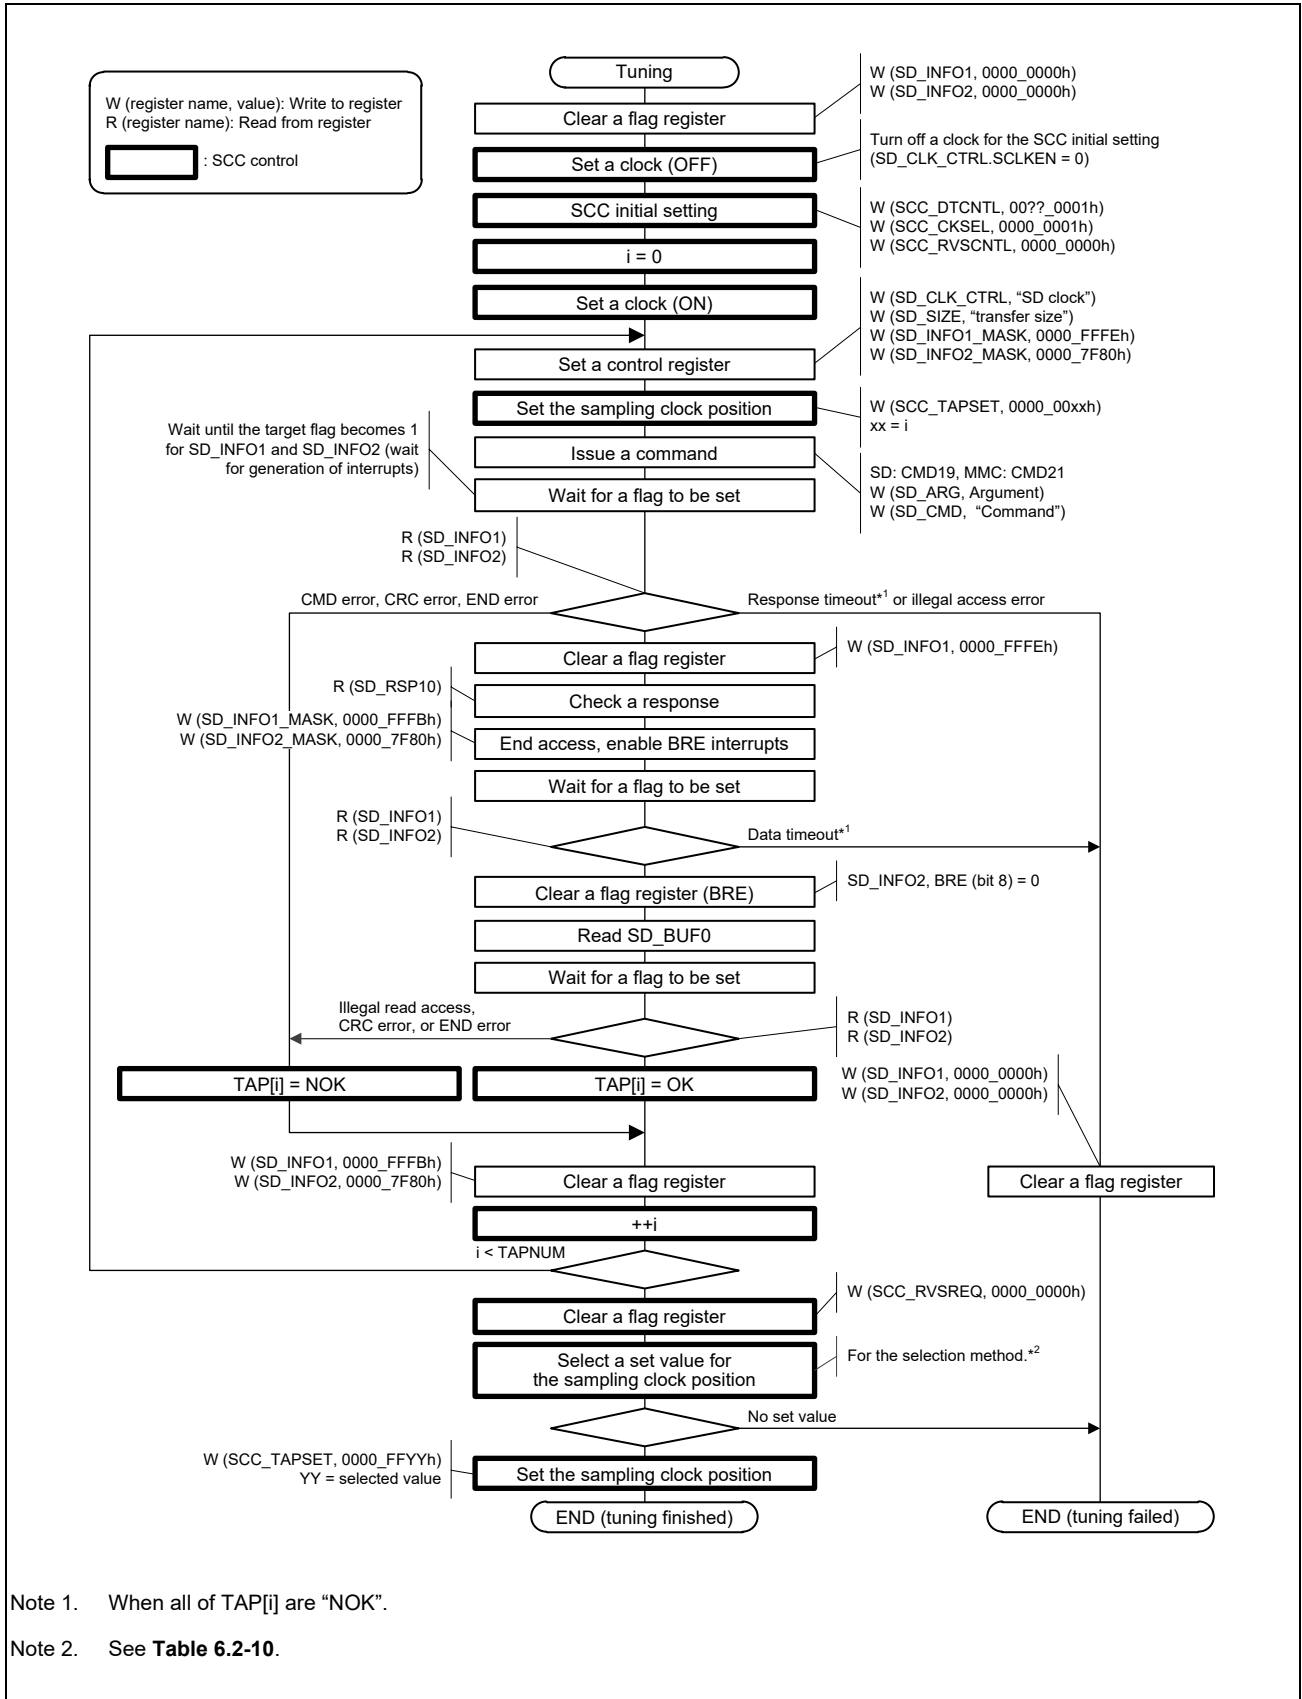 Tuning
W (SD_INFO1, 0000_0000h)
W (SD_INFO2, 0000_0000h)
W (register name, value): Write to register
R (register name): Read from register
: SCC control
Clear a flag register
Turn off a clock for the SCC initial setting
(SD_CLK_CTRL.SCLKEN = 0)
Set a clock (OFF)
SCC initial setting
W (SCC_DTCNTL, 00??_0001h)
W (SCC_CKSEL, 0000_0001h)
W (SCC_RVSCNTL, 0000_0000h)
i = 0
Set a clock (ON)
W (SD_CLK_CTRL, “SD clock”)
W (SD_SIZE, “transfer size”)
W (SD_INFO1_MASK, 0000_FFFEh)
W (SD_INFO2_MASK, 0000_7F80h)
Set a control register
Set the sampling clock position
W (SCC_TAPSET, 0000_00xxh)
xx = i
Wait until the target flag becomes 1
for SD_INFO1 and SD_INFO2 (wait
for generation of interrupts)
Issue a command
SD: CMD19, MMC: CMD21
W (SD_ARG, Argument)
W (SD_CMD, “Command”)
Wait for a flag to be set
R (SD_INFO1)
R (SD_INFO2)
CMD error, CRC error, END error
Response timeout*1 or illegal access error
Clear a flag register
W (SD_INFO1, 0000_FFFEh)
R (SD_RSP10)
Check a response
W (SD_INFO1_MASK, 0000_FFFBh)
W (SD_INFO2_MASK, 0000_7F80h)
End access, enable BRE interrupts
Wait for a flag to be set
R (SD_INFO1)
R (SD_INFO2)
Data timeout*1
Clear a flag register (BRE)
SD_INFO2, BRE (bit 8) = 0
Read SD_BUF0
Wait for a flag to be set
Illegal read access,
CRC error, or END error
R (SD_INFO1)
R (SD_INFO2)
TAP[i] = NOK
TAP[i] = OK
W (SD_INFO1, 0000_0000h)
W (SD_INFO2, 0000_0000h)
W (SD_INFO1, 0000_FFFBh)
W (SD_INFO2, 0000_7F80h)
Clear a flag register
Clear a flag register
++i
i < TAPNUM
W (SCC_RVSREQ, 0000_0000h)
Clear a flag register
Select a set value for
the sampling clock position
For the selection method.*2
No set value
W (SCC_TAPSET, 0000_FFYYh)
YY = selected value
Set the sampling clock position
END (tuning finished)
END (tuning failed)
Note 1. When all of TAP[i] are “NOK”.
Note 2. See Table 6.2-10.